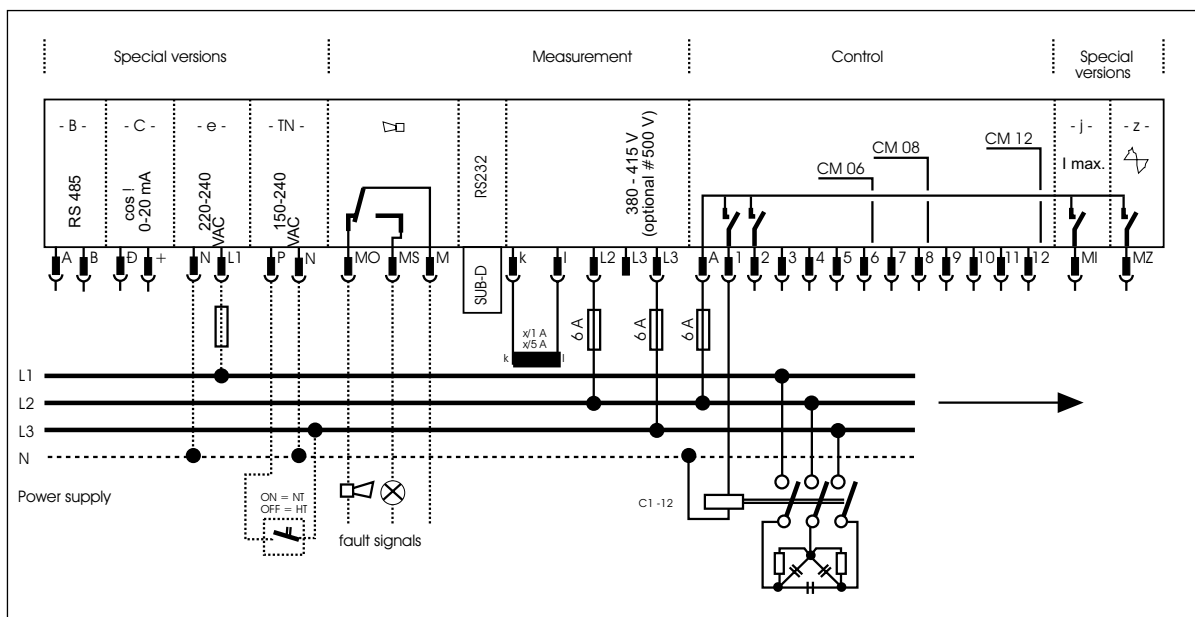 Special versions
Measurement
Control
Special
versions
- B -
- C -
- e -
- TN -
- j -
- z -
RS 485
cos !
0-20 mA
220-240
VAC
150-240
VAC
RS232
380 - 415 V
(optional #500 V)
CM 06
CM 08
CM 12
I max.
A
B
Đ
+
N
L1
P
N
MO
MS
M
SUB-D
k
l
L2
L3
L3
A
1
2
3
4
5
6
7
8
9
10
11
12
MI
MZ
x/1 A
x/5 A
k
l
6 A
6 A
6 A
L1
L2
L3
N
Power supply
ON = NT
OFF = HT
fault signals
C1 -12